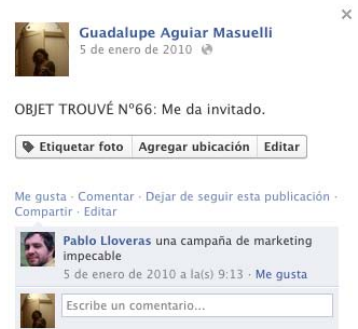 Guadalupe Aguiar Masuelli
5 de enero de 2010
OBJET TROUVÉ Nº66: Me da invitado.
Etiquetar foto Agregar ubicación Editar
Me gusta · Comentar · Dejar de seguir esta publicación ·
Compartir · Editar
Pablo Lloveras una campaña de marketing
impecable
5 de enero de 2010 a la(s) 9:13 · Me gusta
Escribe un comentario...